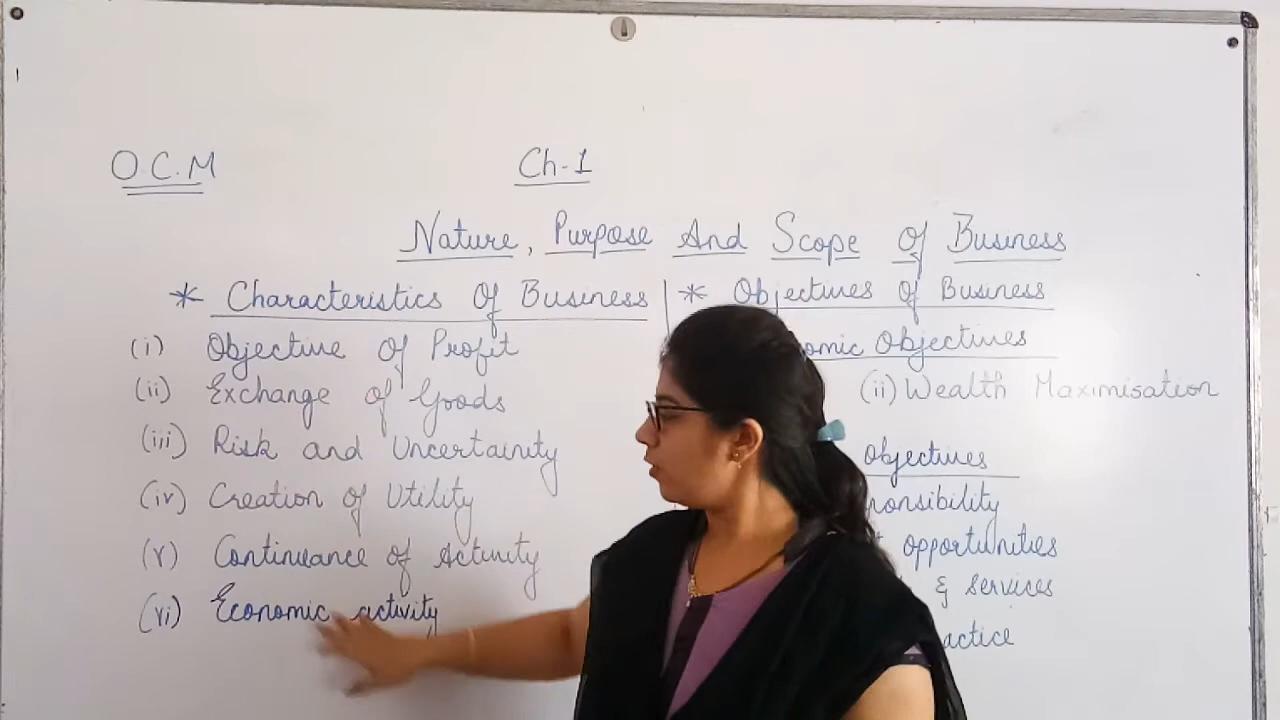 O.C.M
Ch-1
Nature, Purpose And Scope Of Business
* Characteristics Of Business
(i) Objective Of Profit
(ii) Exchange of Goods
(iii) Risk and Uncertainity
(iv) Creation of Utility
(v) Continuance of Activity
(vi) Economic activity
* Objectives Of Business
omic Objectives
(ii) Wealth Maximisation
Objectives
ponsibility
opportunities
& Services
actice